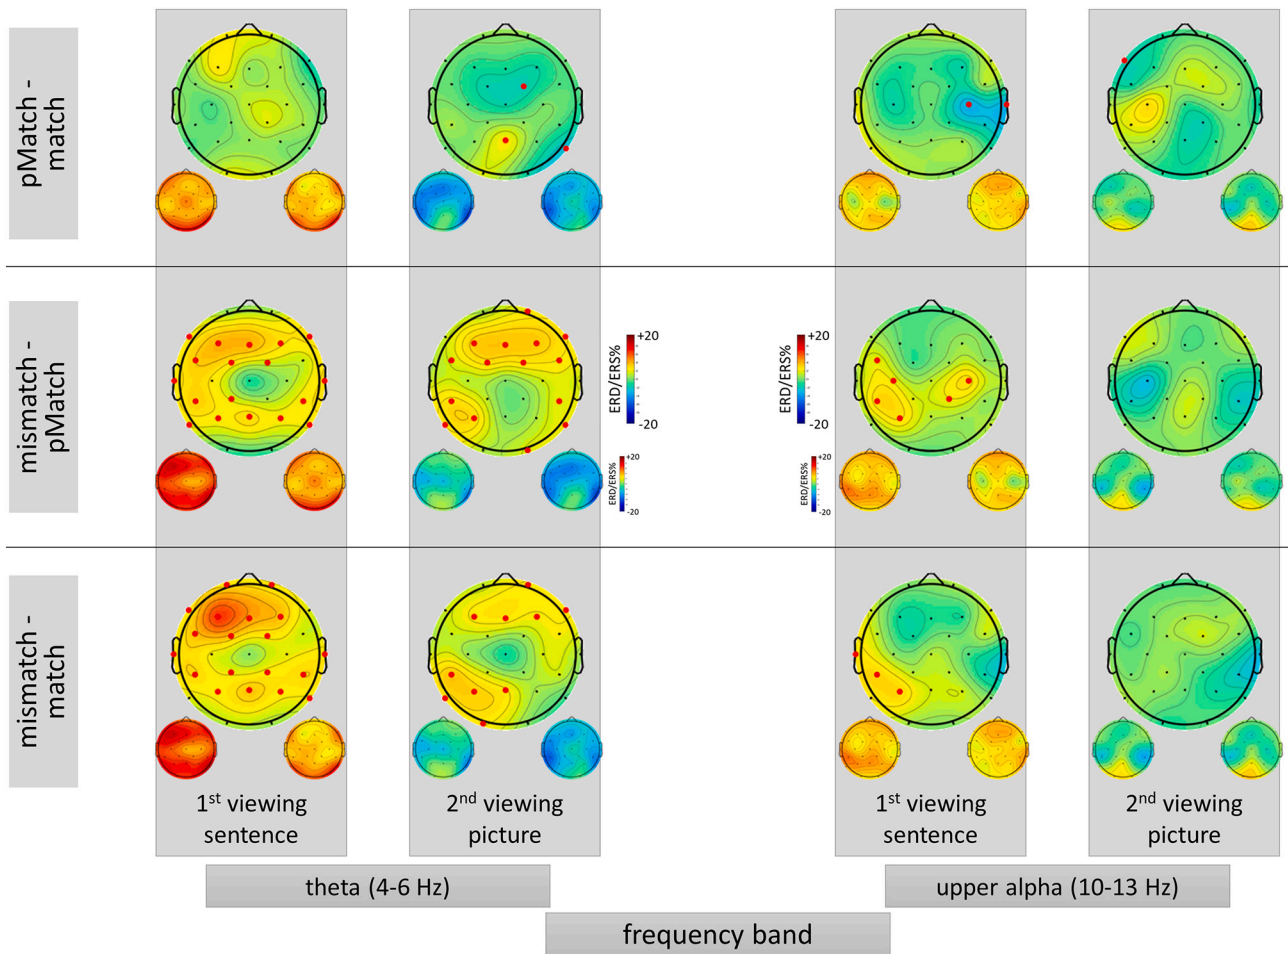 pMatch -
match
mismatch -
pMatch
+20
ERD/ERS%
-20
+20
ERD/ERS%
-20
+20
ERD/ERS%
-20
+20
ERD/ERS%
-20
mismatch -
match
1st viewing
sentence
2nd viewing
picture
1st viewing
sentence
2nd viewing
picture
theta (4-6 Hz)
upper alpha (10-13 Hz)
frequency band